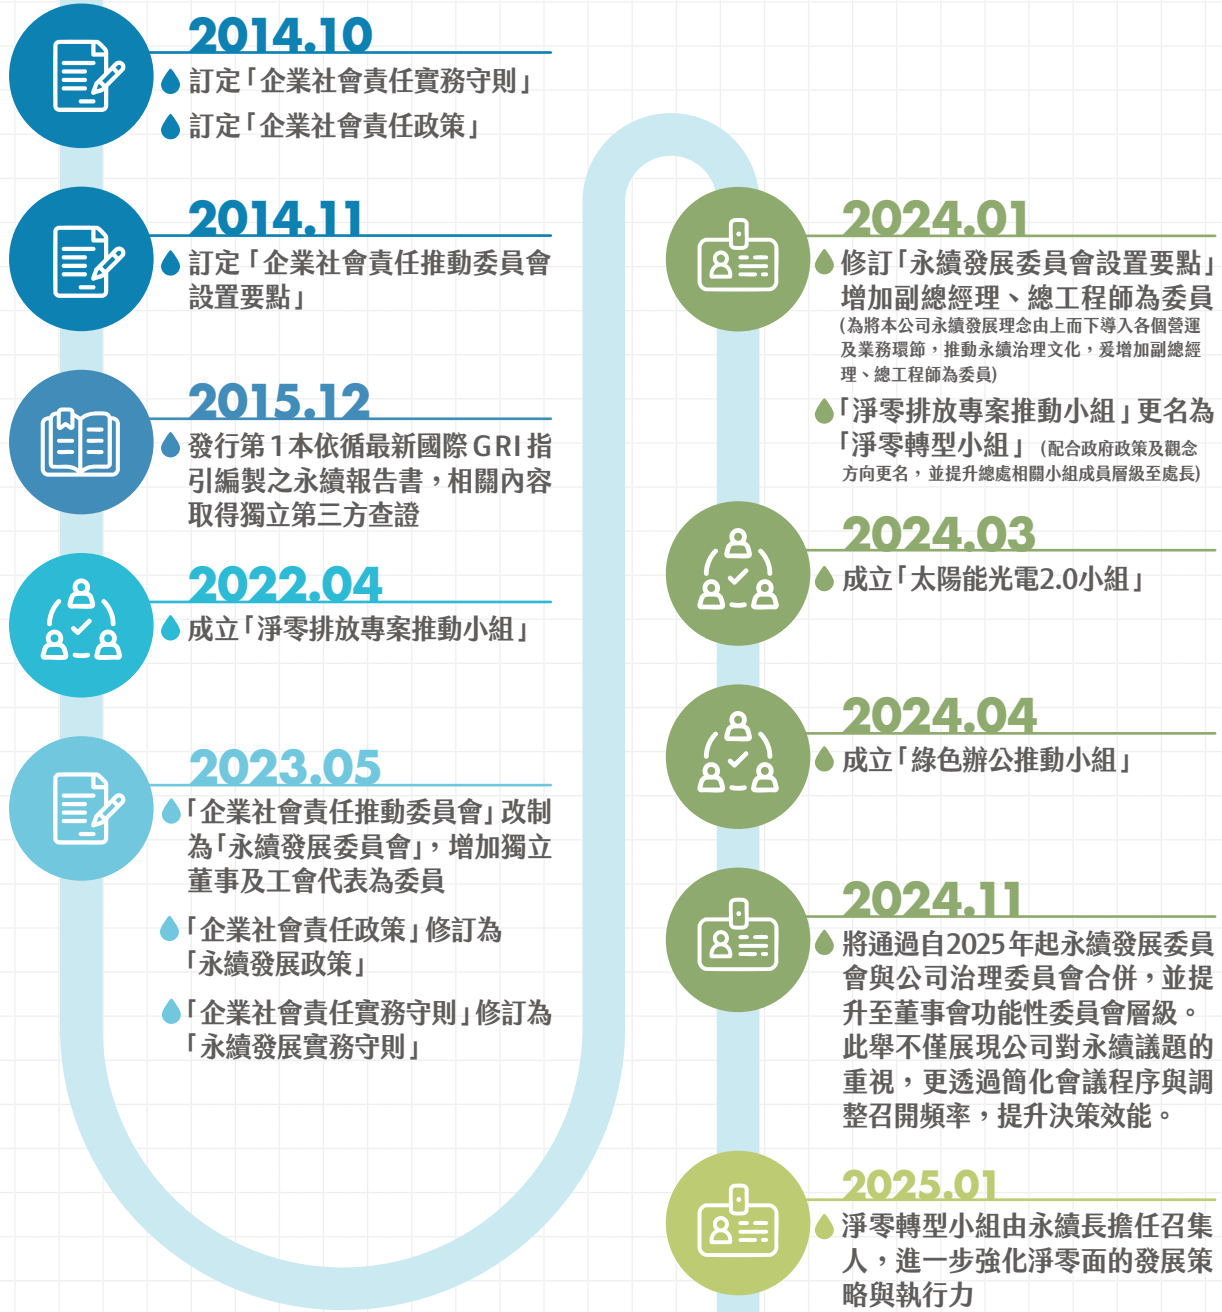 2014.10
訂定「企業社會責任實務守則」
訂定「企業社會責任政策」
2014.11
訂定「企業社會責任推動委員會
設置要點」
2015.12
發行第1本依循最新國際GRI指
引編製之永續報告書，相關內容
取得獨立第三方查證
2022.04
成立「淨零排放專案推動小組」
2023.05
「企業社會責任推動委員會」改制
為「永續發展委員會」，增加獨立
董事及工會代表為委員
「企業社會責任政策」修訂為
「永續發展政策」
「企業社會責任實務守則」修訂為
「永續發展實務守則」
2024.01
修訂「永續發展委員會設置要點」
增加副總經理、總工程師為委員
(為將本公司永續發展理念由上而下導入各個營運
及業務環節，推動永續治理文化，爰增加副總經
理、總工程師為委員)
「淨零排放專案推動小組」更名為
「淨零轉型小組」 (配合政府政策及觀念
方向更名，並提升總處相關小組成員層級至處長)
2024.03
成立「太陽能光電2.0小組」
2024.04
成立「綠色辦公推動小組」
2024.11
將通過自2025年起永續發展委員
會與公司治理委員會合併，並提
升至董事會功能性委員會層級。
此舉不僅展現公司對永續議題的
重視，更透過簡化會議程序與調
整召開頻率，提升決策效能。
2025.01
淨零轉型小組由永續長擔任召集
人，進一步強化淨零面的發展策
略與執行力